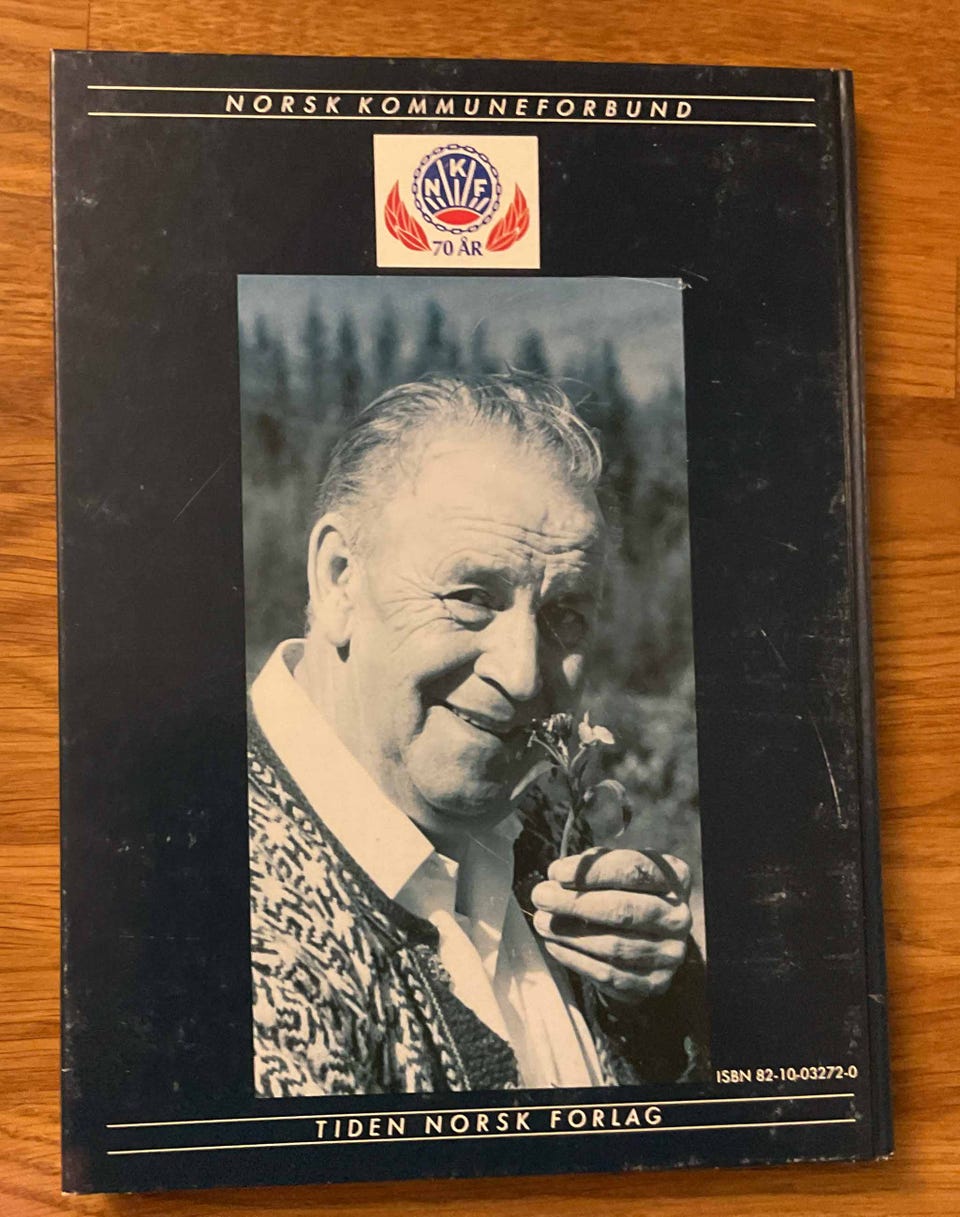 NORSK KOMMUNEFORBUND
NKF
70 ÅR
ISBN 82-10-03272-0
TIDEN NORSK FORLAG